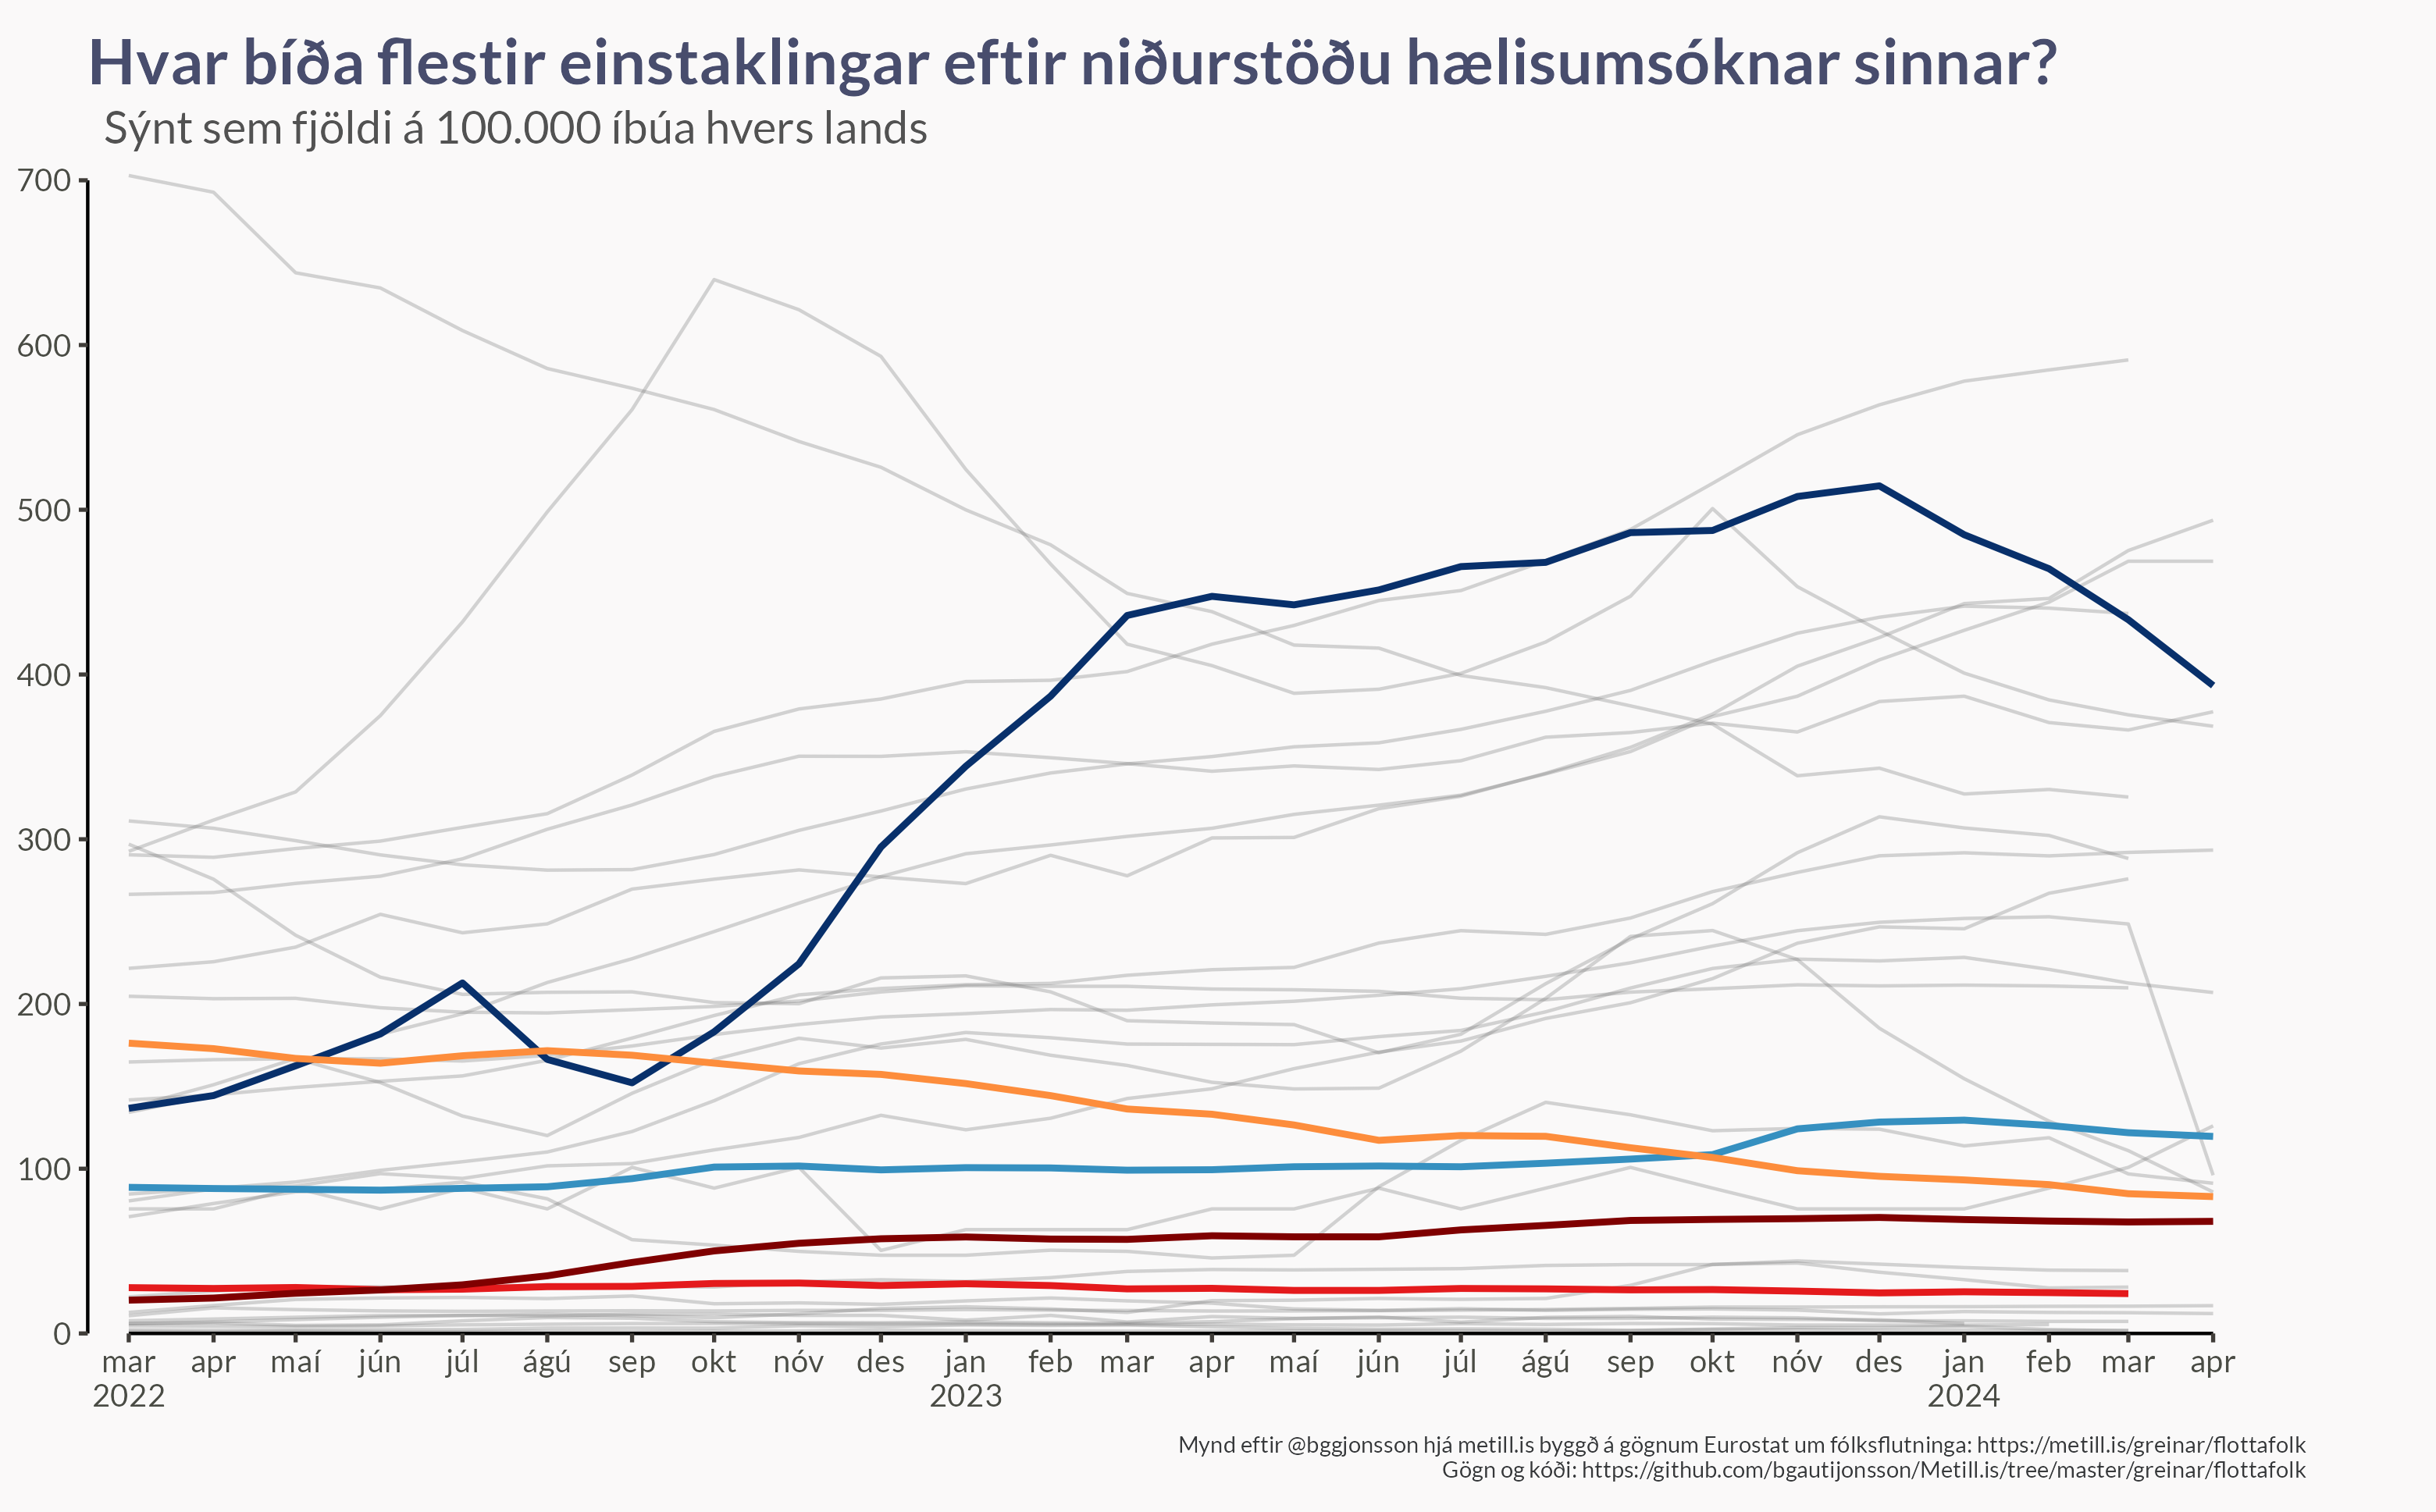 Hvar bíða flestir einstaklingar eftir niðurstöðu hælisumsóknar sinnar?
Sýnt sem fjöldi á 100.000 íbúa hvers lands
700
600
500
400
300
200
100
0
mar apr maí jún júl ágú sep okt nóv des jan feb mar apr maí jún júl ágú sep okt nóv des jan feb mar apr
2022 2023 2024
Mynd eftir @bggjonsson hjá metill.is byggð á gögnum Eurostat um fólksflutninga: https://metill.is/greinar/flottafolk
Gögn og kóði: https://github.com/bgautijonsson/Metill.is/tree/master/greinar/flottafolk